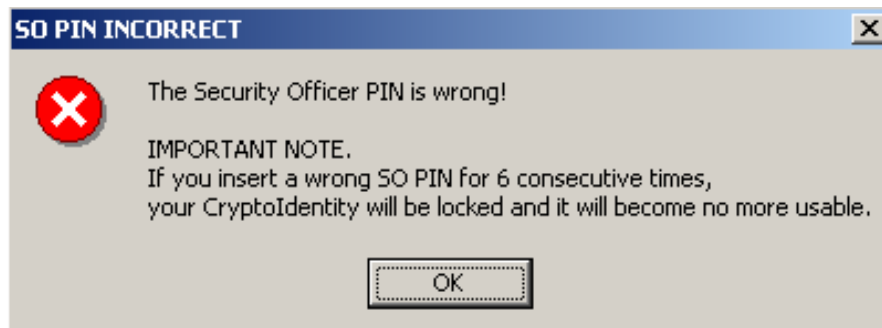 SO PIN INCORRECT
The Security Officer PIN is wrong!
IMPORTANT NOTE.
If you insert a wrong SO PIN for 6 consecutive times,
your CryptoIdentity will be locked and it will become no more usable.
OK